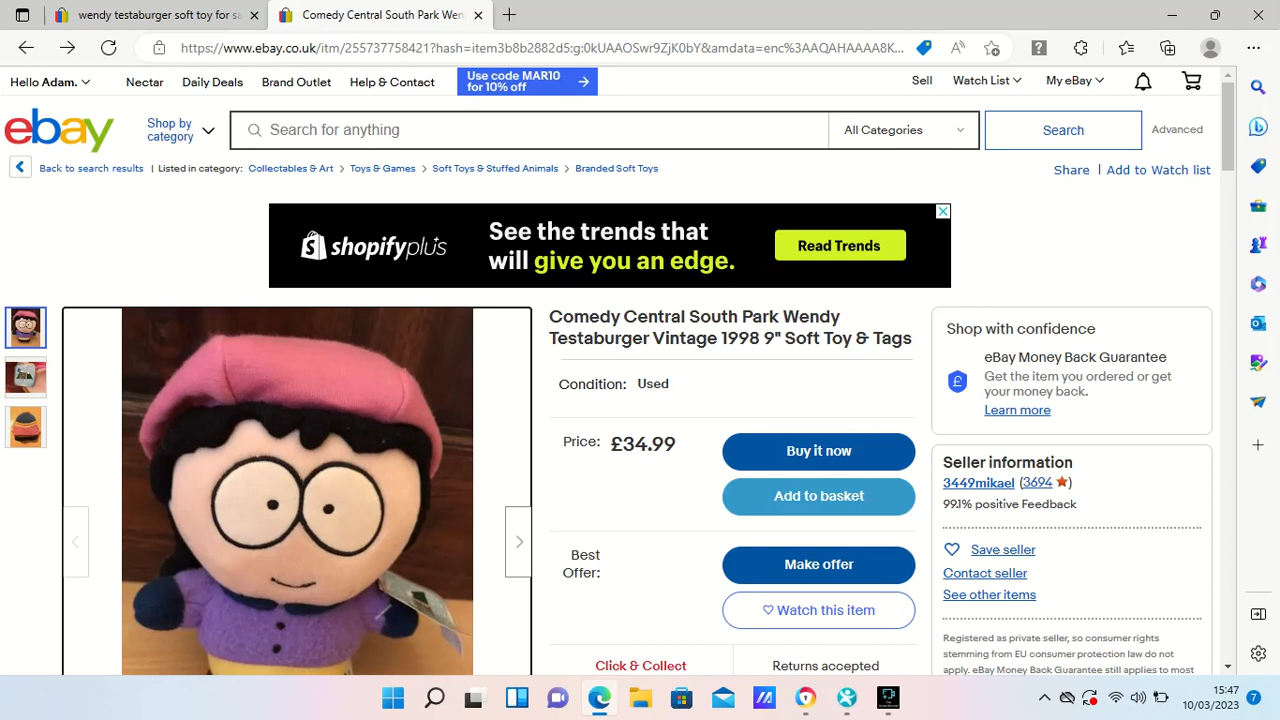 wendy testaburger soft toy for sa
Comedy Central South Park Wen
https://www.ebay.co.uk/itm/255737758421?hash=item3b8b2882d5:g:0kUAAOSwr9ZjK0bY&amdata=enc%3AAQAHAAAA8K...
Hello Adam.
Nectar
Daily Deals
Brand Outlet
Help & Contact
Use code MAR10
for 10% off
Sell
Watch List
My eBay
ebay
Shop by
category
Search for anything
All Categories
Search
Advanced
Back to search results
Listed in category:
Collectables & Art
Toys & Games
Soft Toys & Stuffed Animals
Branded Soft Toys
Share
Add to Watch list
shopifyplus
See the trends that
will give you an edge.
Read Trends
Comedy Central South Park Wendy
Testaburger Vintage 1998 9" Soft Toy & Tags
Condition: Used
Price: £34.99
Buy it now
Add to basket
Best
Offer:
Make offer
Watch this item
Click & Collect
Returns accepted
Shop with confidence
eBay Money Back Guarantee
Get the item you ordered or get
your money back.
Learn more
Seller information
3449mikael (3694)
99.1% positive Feedback
Save seller
Contact seller
See other items
Registered as private seller, so consumer rights
stemming from EU consumer protection law do not
apply. eBay Money Back Guarantee still applies to most
15:47
10/03/2023
7